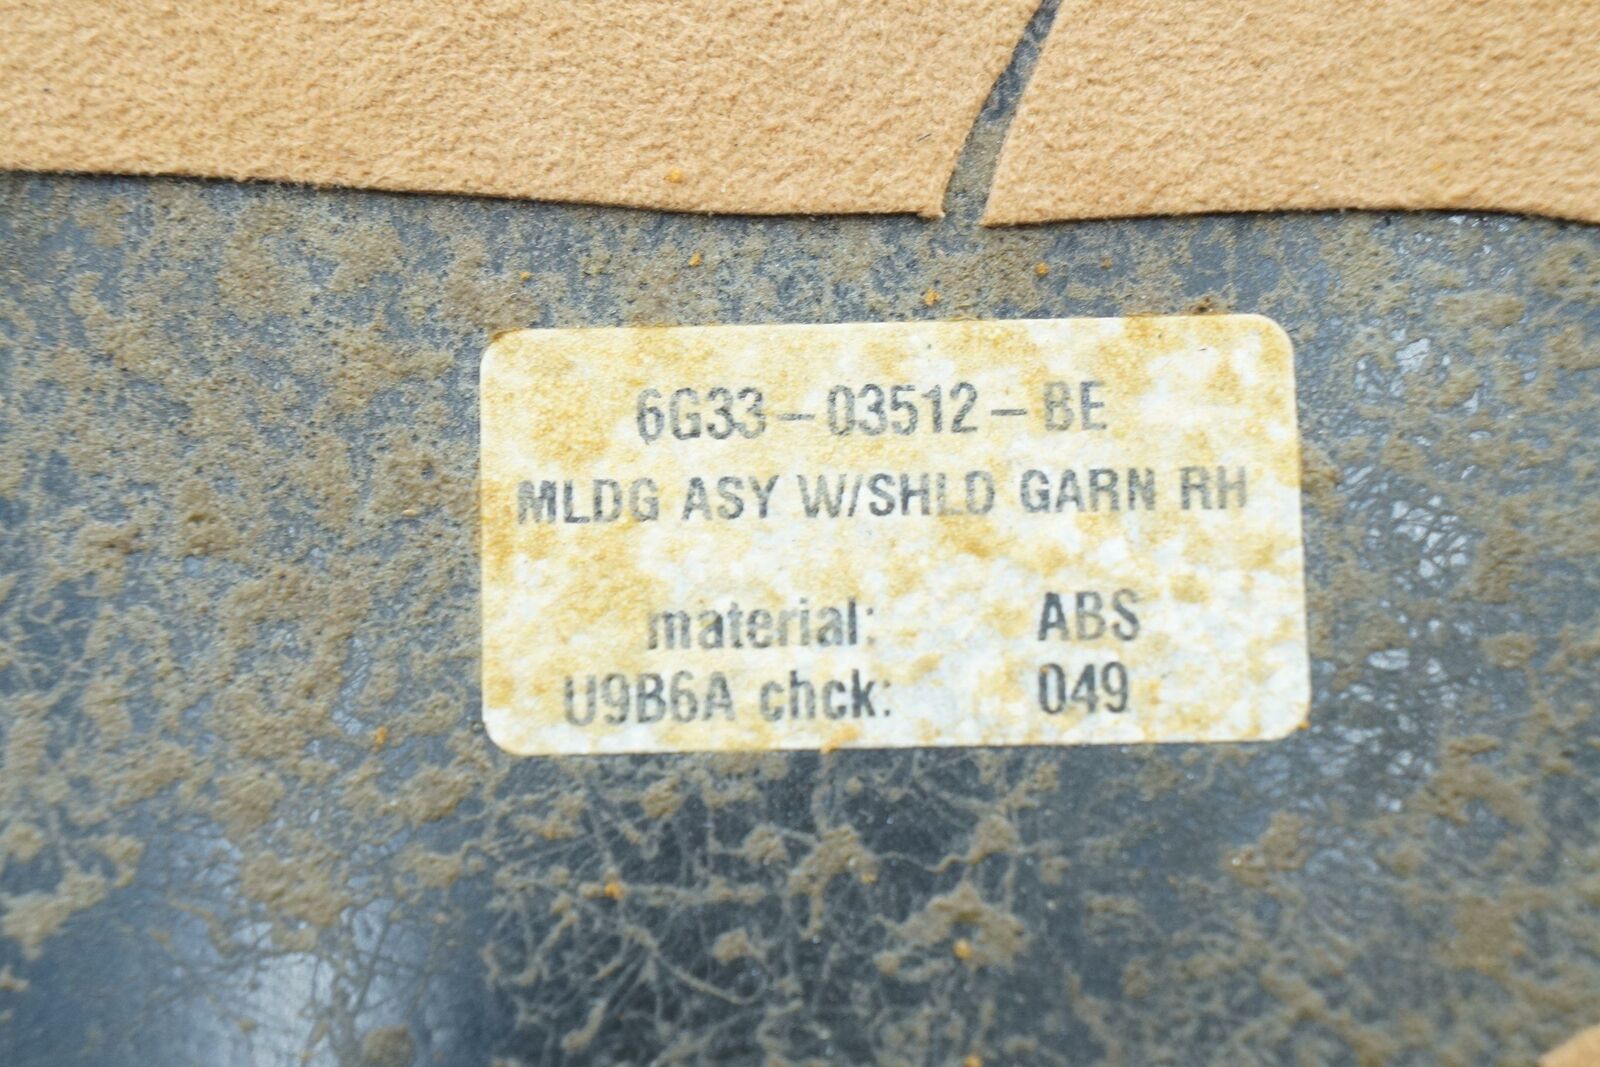 6G33-03512-BE
MLDG ASY W/SHLD GARN RH
material: ABS
U9B6A chck: 049